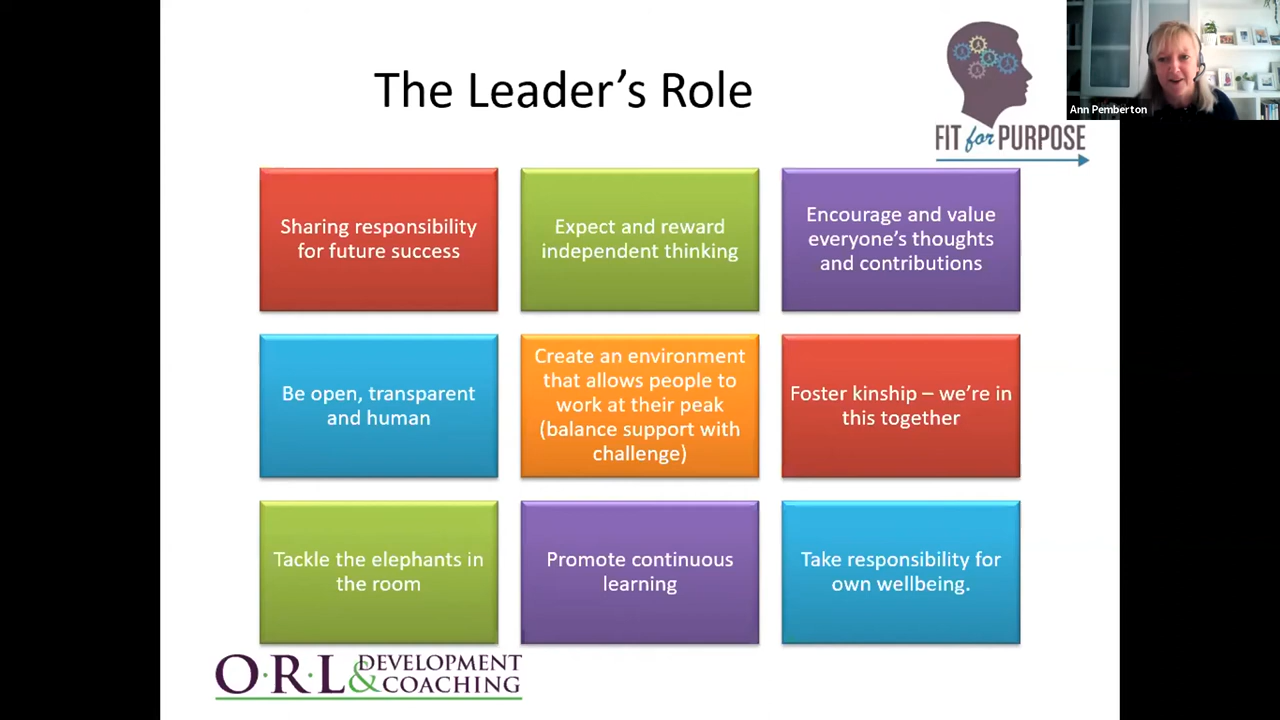 The Leader’s Role
FIT for PURPOSE
Ann Pemberton
Sharing responsibility
for future success
Expect and reward
independent thinking
Encourage and value
everyone’s thoughts
and contributions
Be open, transparent
and human
Create an environment
that allows people to
work at their peak
(balance support with
challenge)
Foster kinship – we’re in
this together
Tackle the elephants in
the room
Promote continuous
learning
Take responsibility for
own wellbeing.
O·R·L DEVELOPMENT
& COACHING